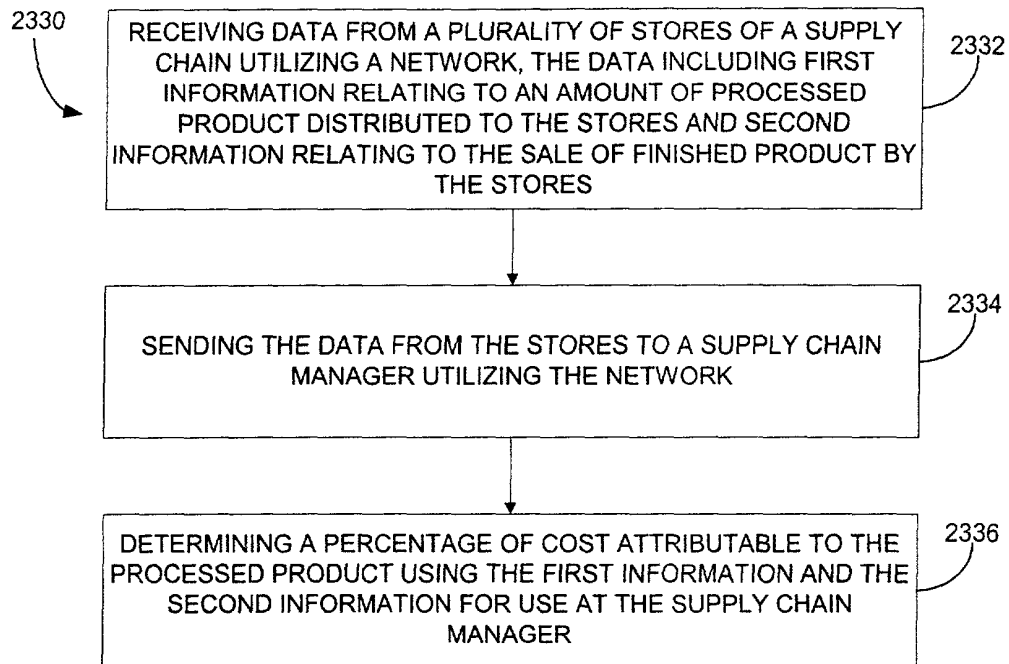 2330
RECEIVING DATA FROM A PLURALITY OF STORES OF A SUPPLY
CHAIN UTILIZING A NETWORK, THE DATA INCLUDING FIRST
INFORMATION RELATING TO AN AMOUNT OF PROCESSED
PRODUCT DISTRIBUTED TO THE STORES AND SECOND
INFORMATION RELATING TO THE SALE OF FINISHED PRODUCT BY
THE STORES
2332
SENDING THE DATA FROM THE STORES TO A SUPPLY CHAIN
MANAGER UTILIZING THE NETWORK
2334
DETERMINING A PERCENTAGE OF COST ATTRIBUTABLE TO THE
PROCESSED PRODUCT USING THE FIRST INFORMATION AND THE
SECOND INFORMATION FOR USE AT THE SUPPLY CHAIN
MANAGER
2336